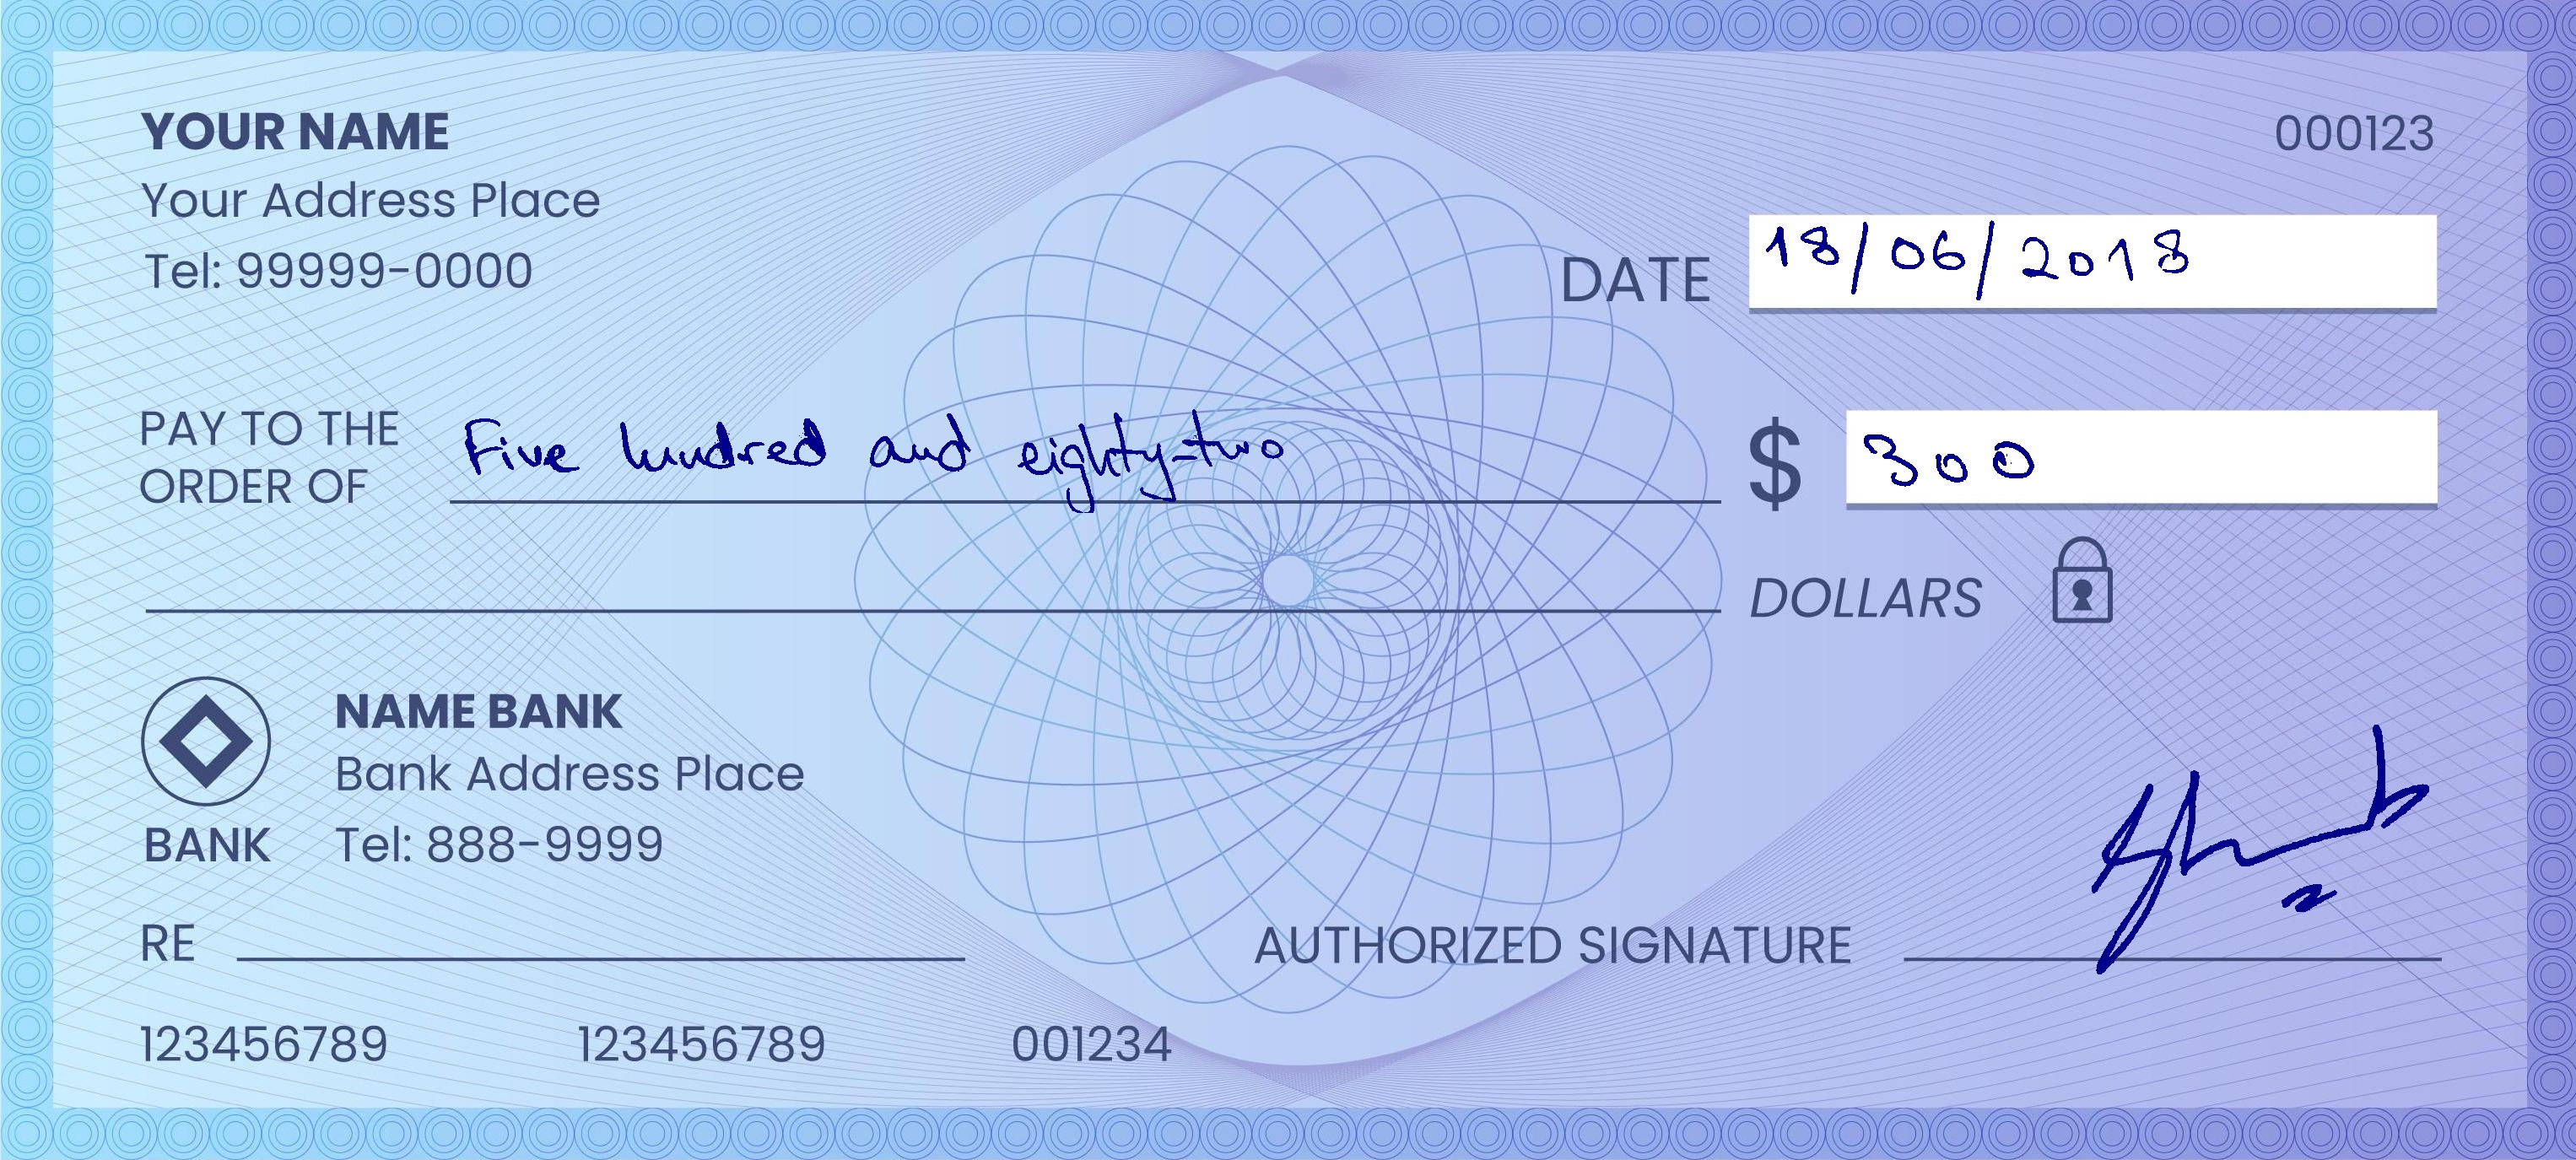 YOUR NAME
000123
Your Address Place
Tel: 99999-0000
DATE 18/06/2018
PAY TO THE
ORDER OF Five hundred and eighty-two $ 300
DOLLARS
NAME BANK
Bank Address Place
BANK Tel: 888-9999
RE AUTHORIZED SIGNATURE
123456789 123456789 001234